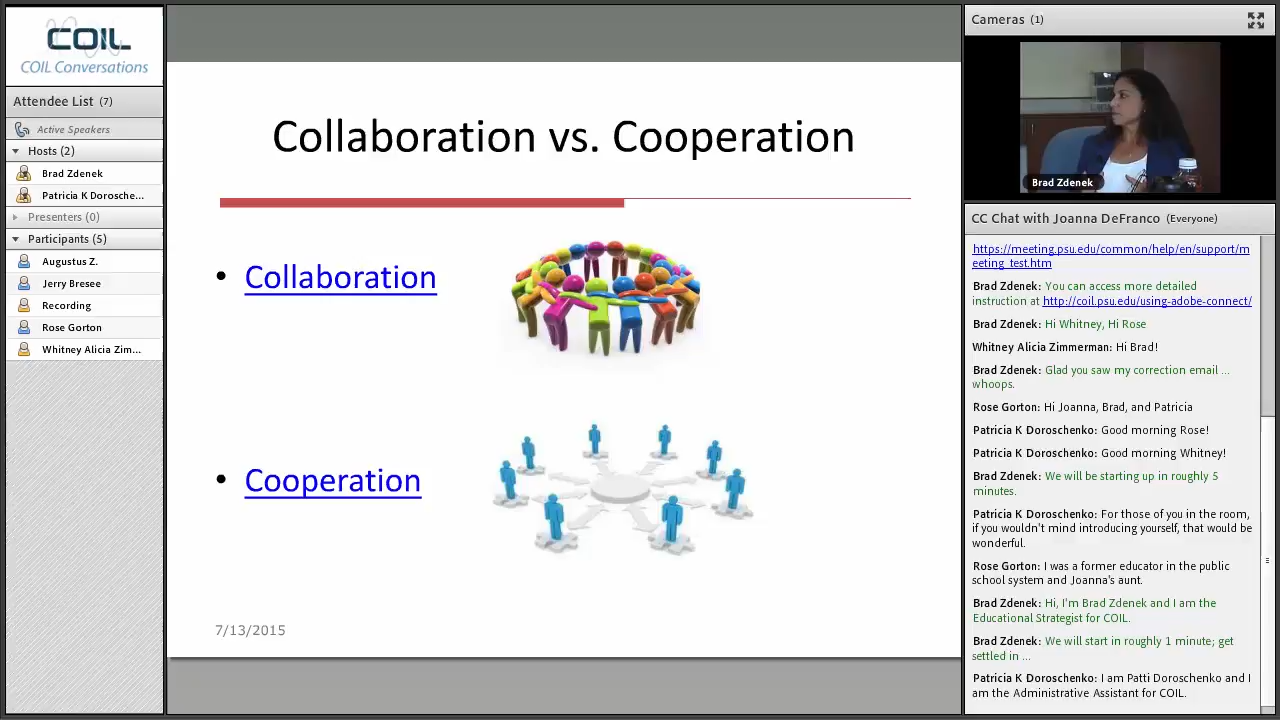 COIL
COIL Conversations
Attendee List (7)
Active Speakers
Hosts (2)
Brad Zdenek
Patricia K Dorosche...
Presenters (0)
Participants (5)
Augustus Z.
Jerry Bresee
Recording
Rose Gorton
Whitney Alicia Zim...
Collaboration vs. Cooperation
• Collaboration
• Cooperation
7/13/2015
Cameras (1)
Brad Zdenek
CC Chat with Joanna DeFranco (Everyone)
https://meeting.psu.edu/common/help/en/support/m
eeting_test.htm
Brad Zdenek: You can access more detailed
instruction at http://coil.psu.edu/using-adobe-connect/
Brad Zdenek: Hi Whitney, Hi Rose
Whitney Alicia Zimmerman: Hi Brad!
Brad Zdenek: Glad you saw my correction email ...
whoops.
Rose Gorton: Hi Joanna, Brad, and Patricia
Patricia K Doroschenko: Good morning Rose!
Patricia K Doroschenko: Good morning Whitney!
Brad Zdenek: We will be starting up in roughly 5
minutes.
Patricia K Doroschenko: For those of you in the room,
if you wouldn't mind introducing yourself, that would be
wonderful.
Rose Gorton: I was a former educator in the public
school system and Joanna's aunt.
Brad Zdenek: Hi, I'm Brad Zdenek and I am the
Educational Strategist for COIL.
Brad Zdenek: We will start in roughly 1 minute; get
settled in ...
Patricia K Doroschenko: I am Patti Doroschenko and I
am the Administrative Assistant for COIL.